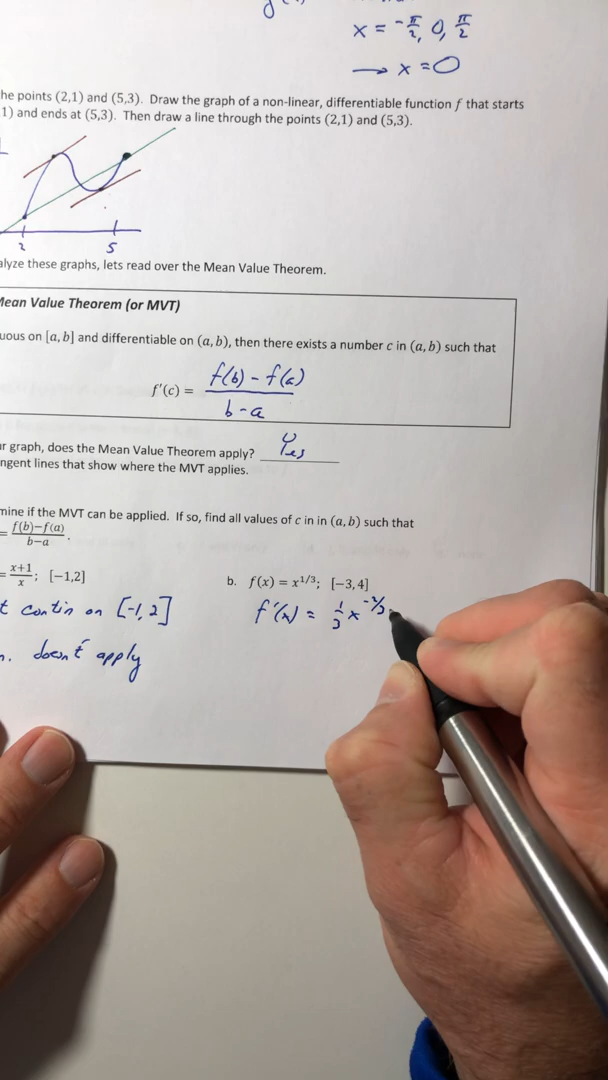 x = -π/2, 0, π/2
→ x = 0
the points (2,1) and (5,3). Draw the graph of a non-linear, differentiable function f that starts
1) and ends at (5,3). Then draw a line through the points (2,1) and (5,3).
2 5
alyze these graphs, lets read over the Mean Value Theorem.
Mean Value Theorem (or MVT)
uous on [a, b] and differentiable on (a, b), then there exists a number c in (a, b) such that
f'(c) = f(b) - f(a) / b-a
ur graph, does the Mean Value Theorem apply? Yes
ngent lines that show where the MVT applies.
mine if the MVT can be applied. If so, find all values of c in in (a, b) such that
= f(b)−f(a) / b−a .
= x+1 / x ; [−1,2] b. f(x) = x^1/3; [−3,4]
t contin on [-1,2] f'(x) = 1/3 x^-2/3
n. doesn't apply